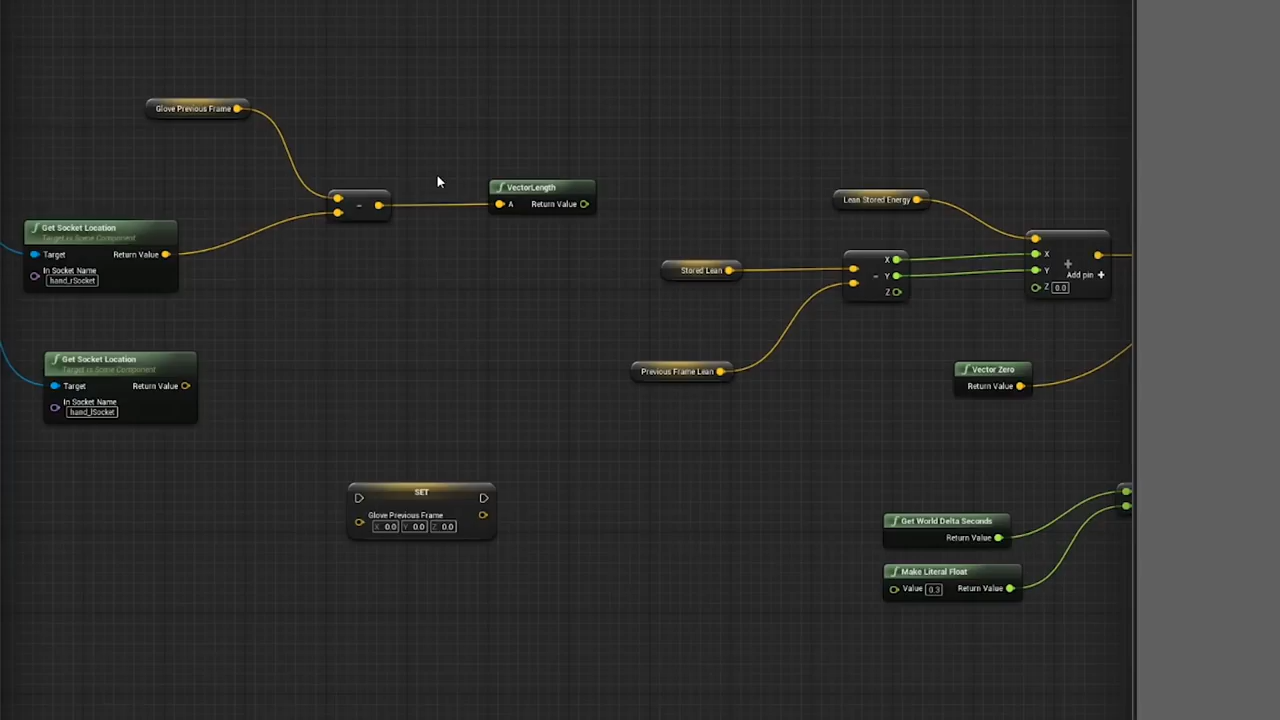 Glove Previous Frame
-
f VectorLength
A Return Value
f Get Socket Location
Target is Scene Component
Target Return Value
In Socket Name
hand_rSocket
f Get Socket Location
Target is Scene Component
Target Return Value
In Socket Name
hand_lSocket
SET
Glove Previous Frame
X 0.0 Y 0.0 Z 0.0
Lean Stored Energy
Stored Lean
X
- Y
Z
X
Y
Z 0.0
+
Add pin +
Previous Frame Lean
f Vector Zero
Return Value
f Get World Delta Seconds
Return Value
f Make Literal Float
Value 0.3 Return Value